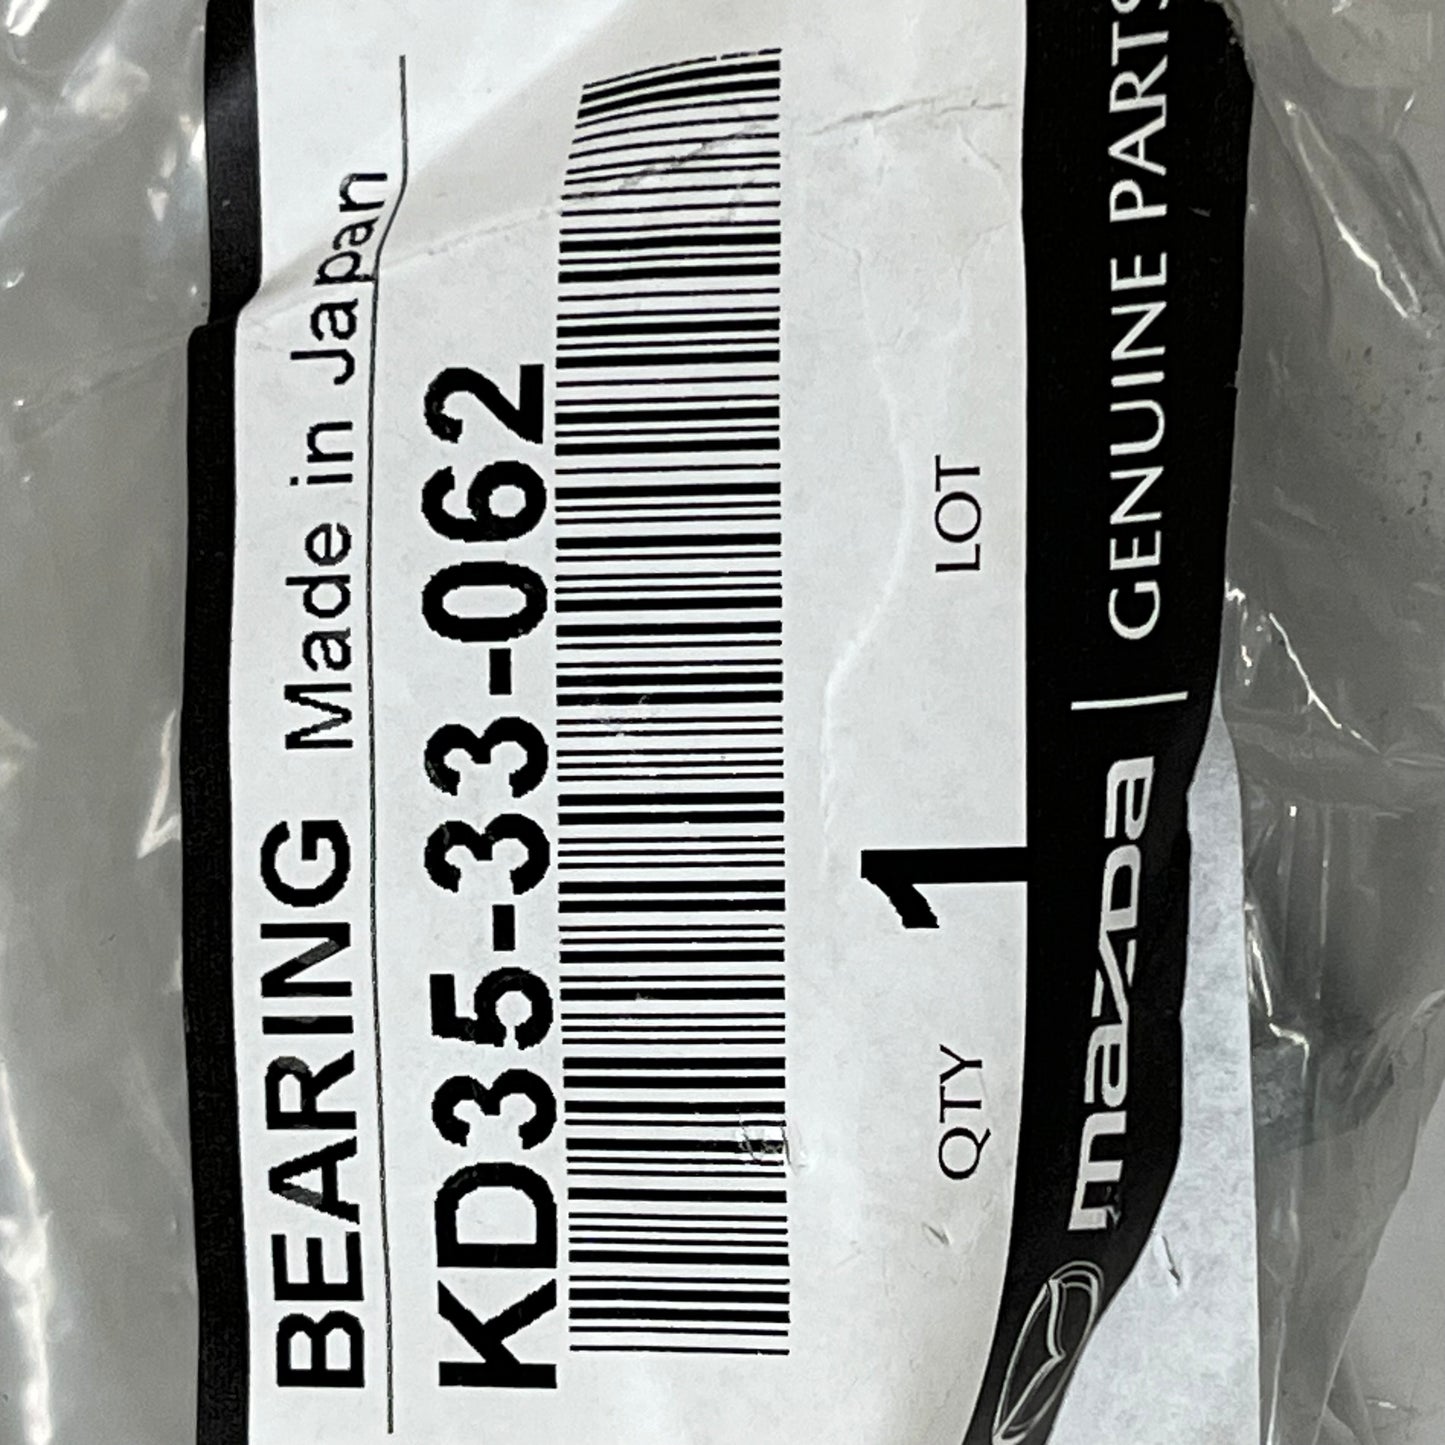 BEARING Made in Japan
KD35-33-062
QTY 1 LOT
mazda | GENUINE PARTS